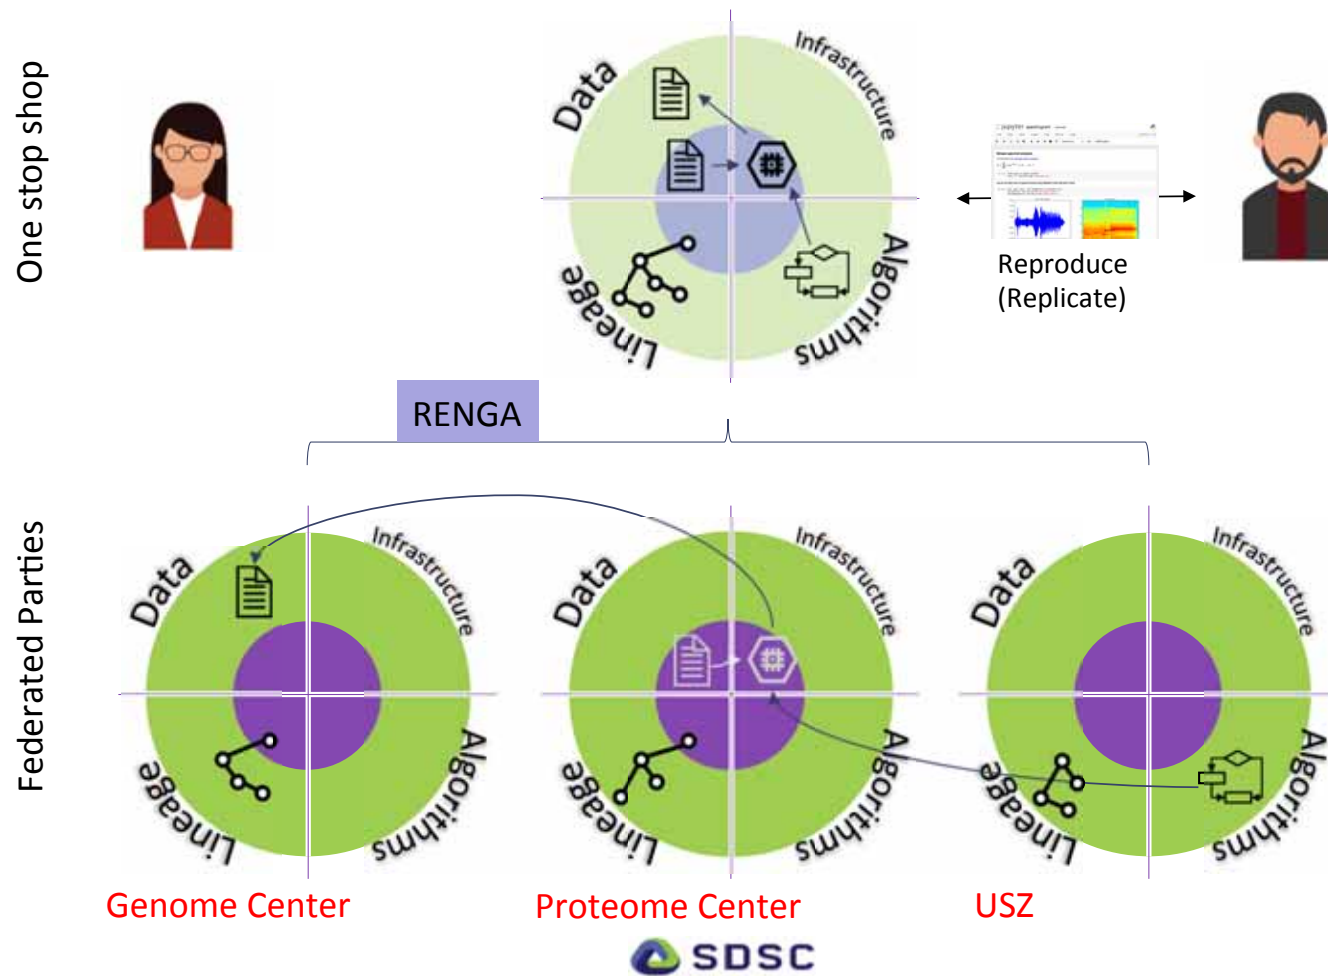 One stop shop
Data
Infrastructure
Lineage
Algorithms
Reproduce
(Replicate)
RENGA
Federated Parties
Data
Infrastructure
Lineage
Algorithms
Data
Infrastructure
Lineage
Algorithms
Data
Infrastructure
Lineage
Algorithms
Genome Center
Proteome Center
USZ
SDSC